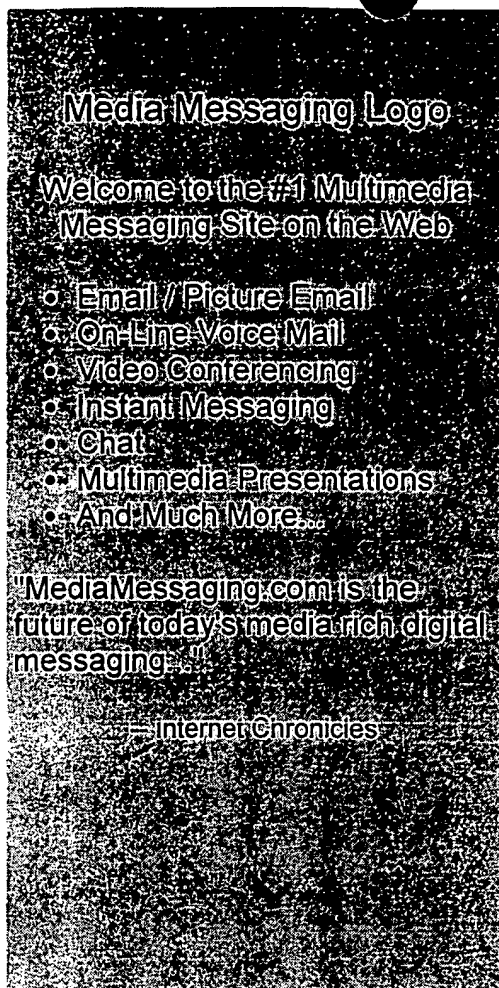 Media Messaging Logo
Welcome to the #1 Multimedia
Messaging Site on the Web
Email / Picture Email
On-Line Voice Mail
Video Conferencing
Instant Messaging
Chat
Multimedia Presentations
And Much More...
"MediaMessaging.com is the
future of today's media rich digital
messaging..."
— Internet Chronicles